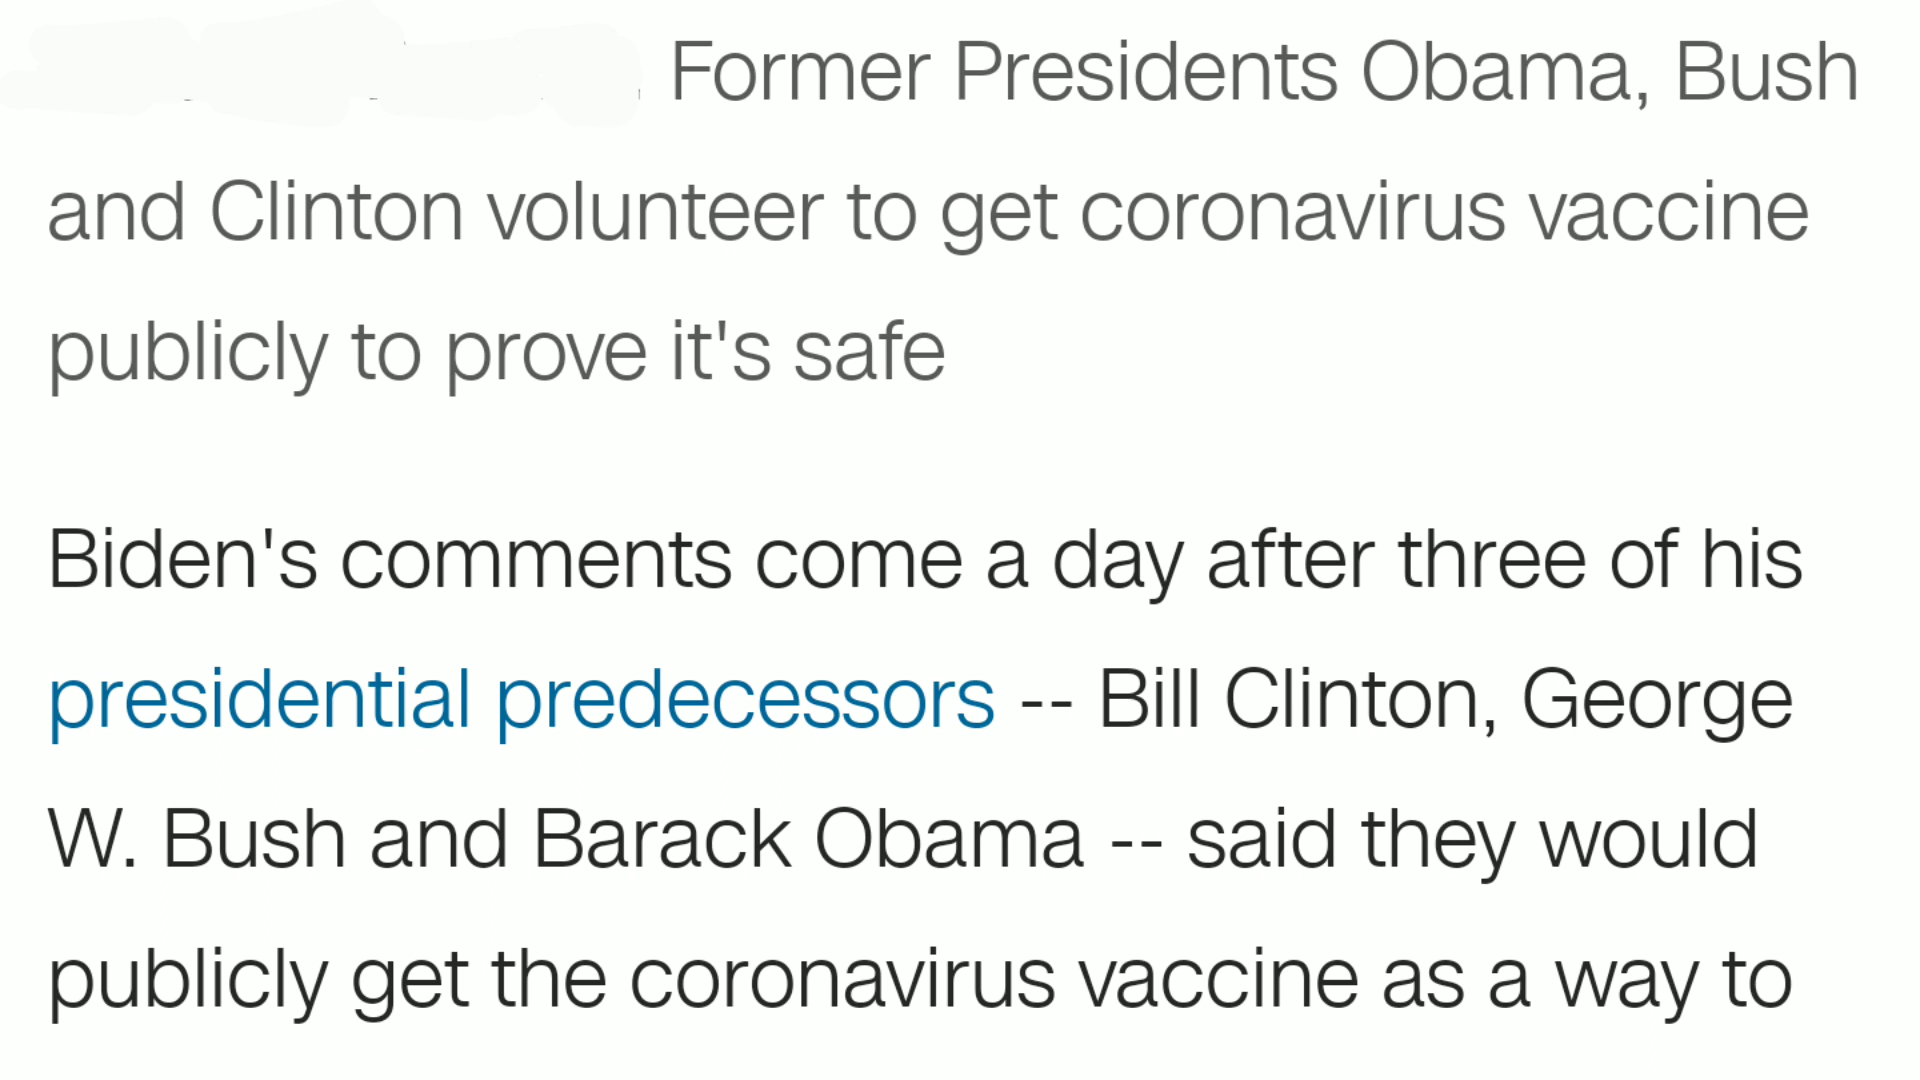 Former Presidents Obama, Bush
and Clinton volunteer to get coronavirus vaccine
publicly to prove it's safe
Biden's comments come a day after three of his
presidential predecessors -- Bill Clinton, George
W. Bush and Barack Obama -- said they would
publicly get the coronavirus vaccine as a way to